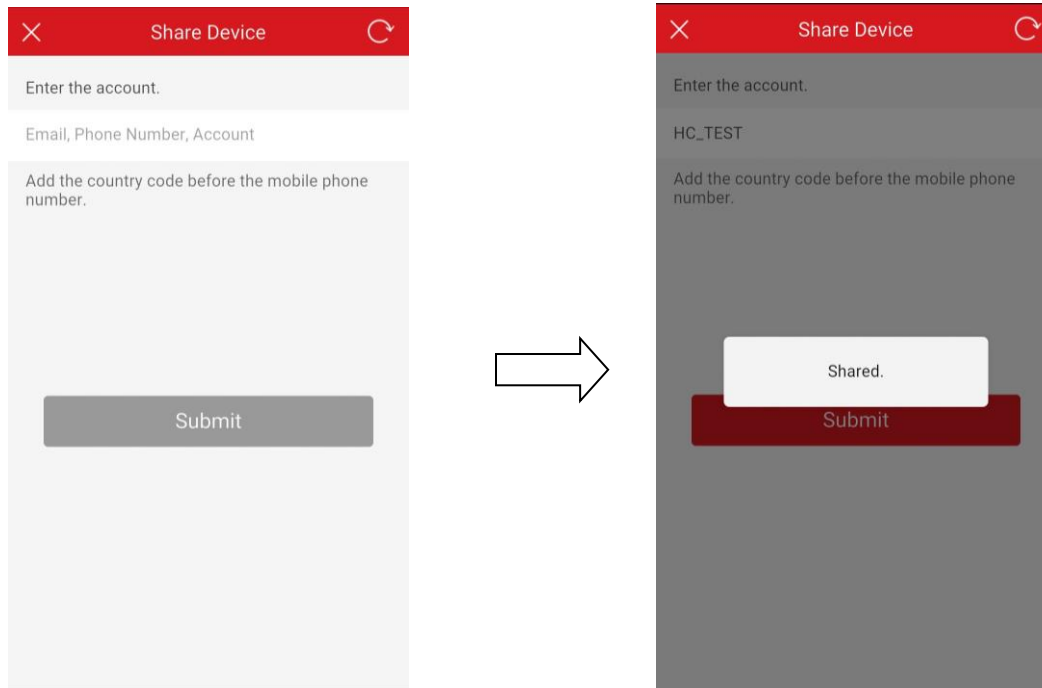 Share Device
Enter the account.
Email, Phone Number, Account
Add the country code before the mobile phone
number.
Submit
Share Device
Enter the account.
HC_TEST
Add the country code before the mobile phone
number.
Shared.
Submit